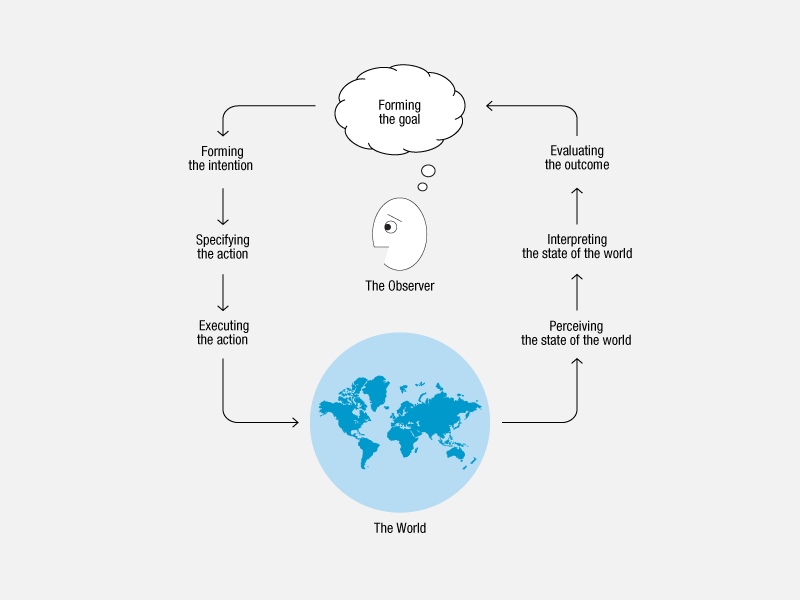 Forming
the goal
Forming
the intention
Specifying
the action
Executing
the action
The Observer
Evaluating
the outcome
Interpreting
the state of the world
Perceiving
the state of the world
The World